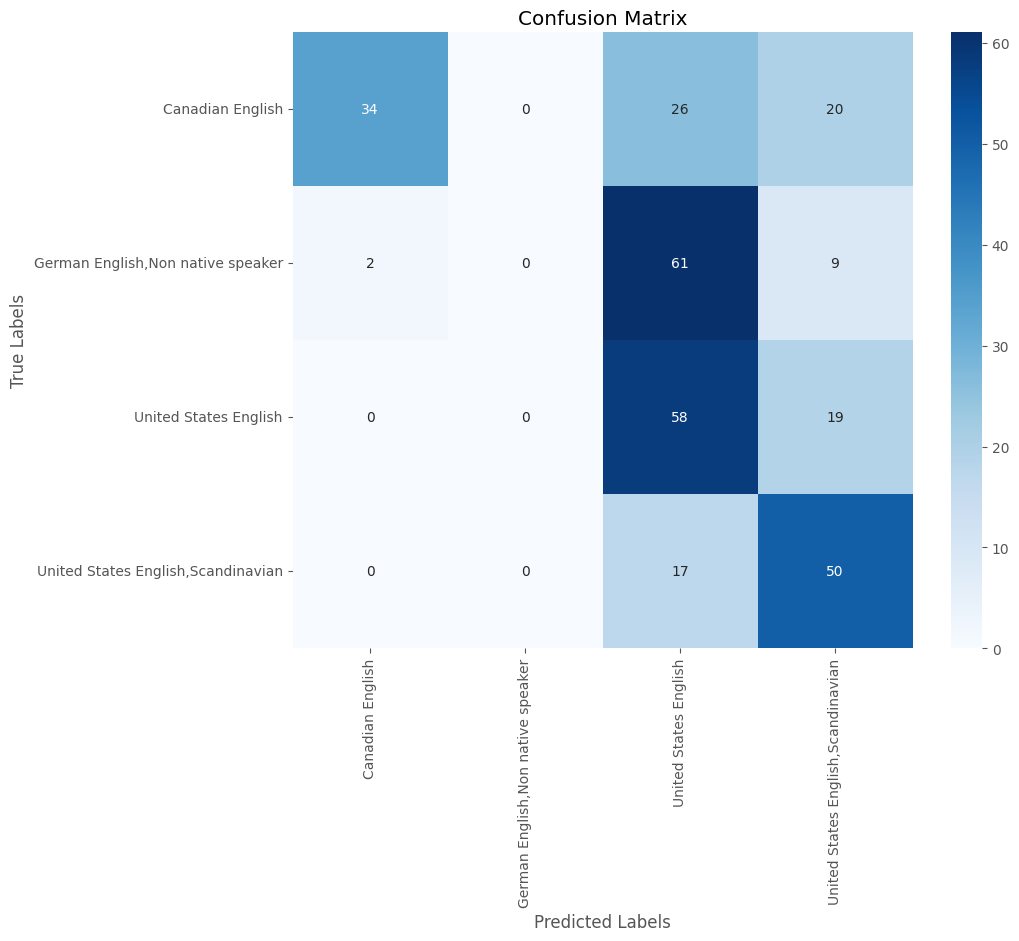 Confusion Matrix
Canadian English
34 0 26 20
German English,Non native speaker
2 0 61 9
United States English
0 0 58 19
United States English,Scandinavian
0 0 17 50
True Labels
Canadian English
German English,Non native speaker
United States English
United States English,Scandinavian
Predicted Labels
60
50
40
30
20
10
0